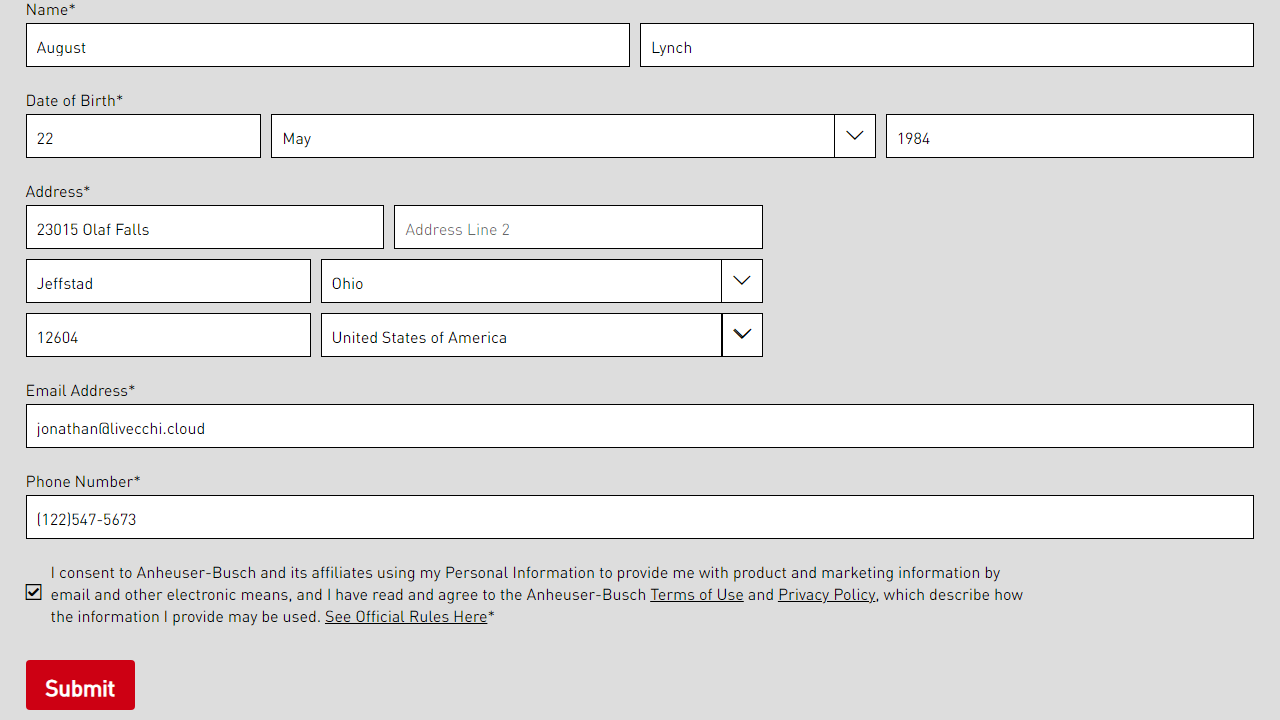 Name*
August
Lynch
Date of Birth*
22
May
1984
Address*
23015 Olaf Falls
Address Line 2
Jeffstad
Ohio
12604
United States of America
Email Address*
jonathan@livecchi.cloud
Phone Number*
(122)547-5673
I consent to Anheuser-Busch and its affiliates using my Personal Information to provide me with product and marketing information by
email and other electronic means, and I have read and agree to the Anheuser-Busch Terms of Use and Privacy Policy, which describe how
the information I provide may be used. See Official Rules Here*
Submit